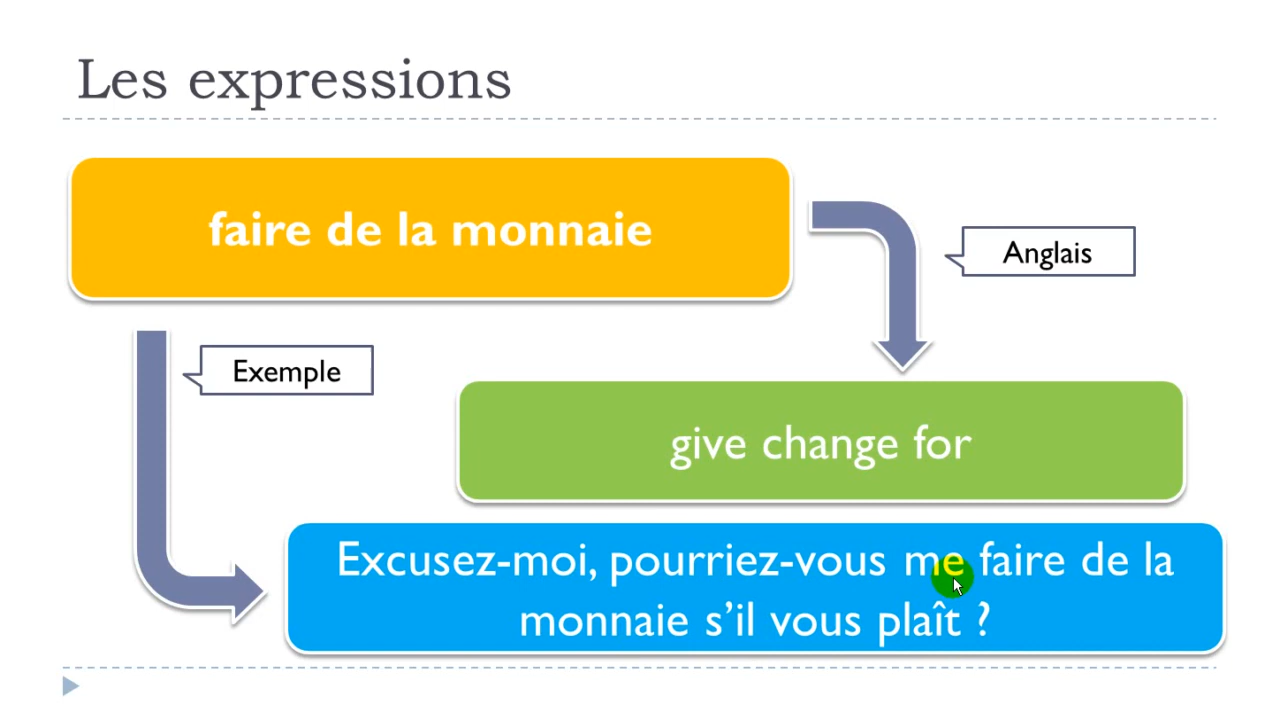 Les expressions
faire de la monnaie
Anglais
Exemple
give change for
Excusez-moi, pourriez-vous me faire de la
monnaie s’il vous plaît ?